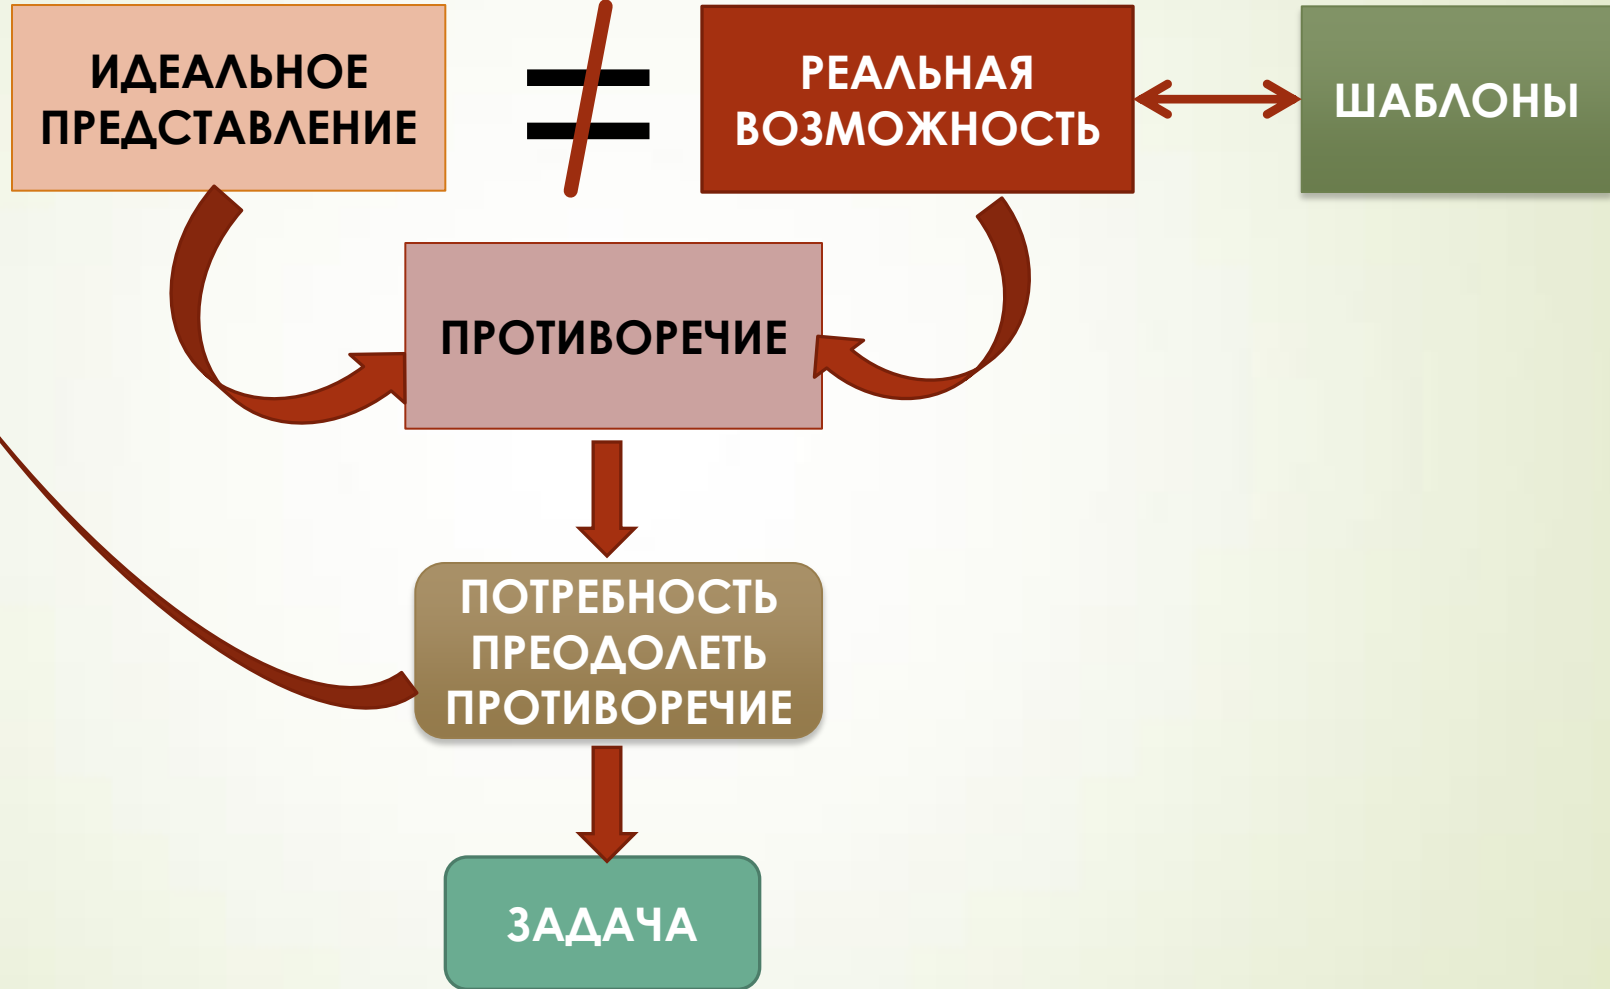 ИДЕАЛЬНОЕ
ПРЕДСТАВЛЕНИЕ
≠
РЕАЛЬНАЯ
ВОЗМОЖНОСТЬ
ШАБЛОНЫ
ПРОТИВОРЕЧИЕ
ПОТРЕБНОСТЬ
ПРЕОДОЛЕТЬ
ПРОТИВОРЕЧИЕ
ЗАДАЧА